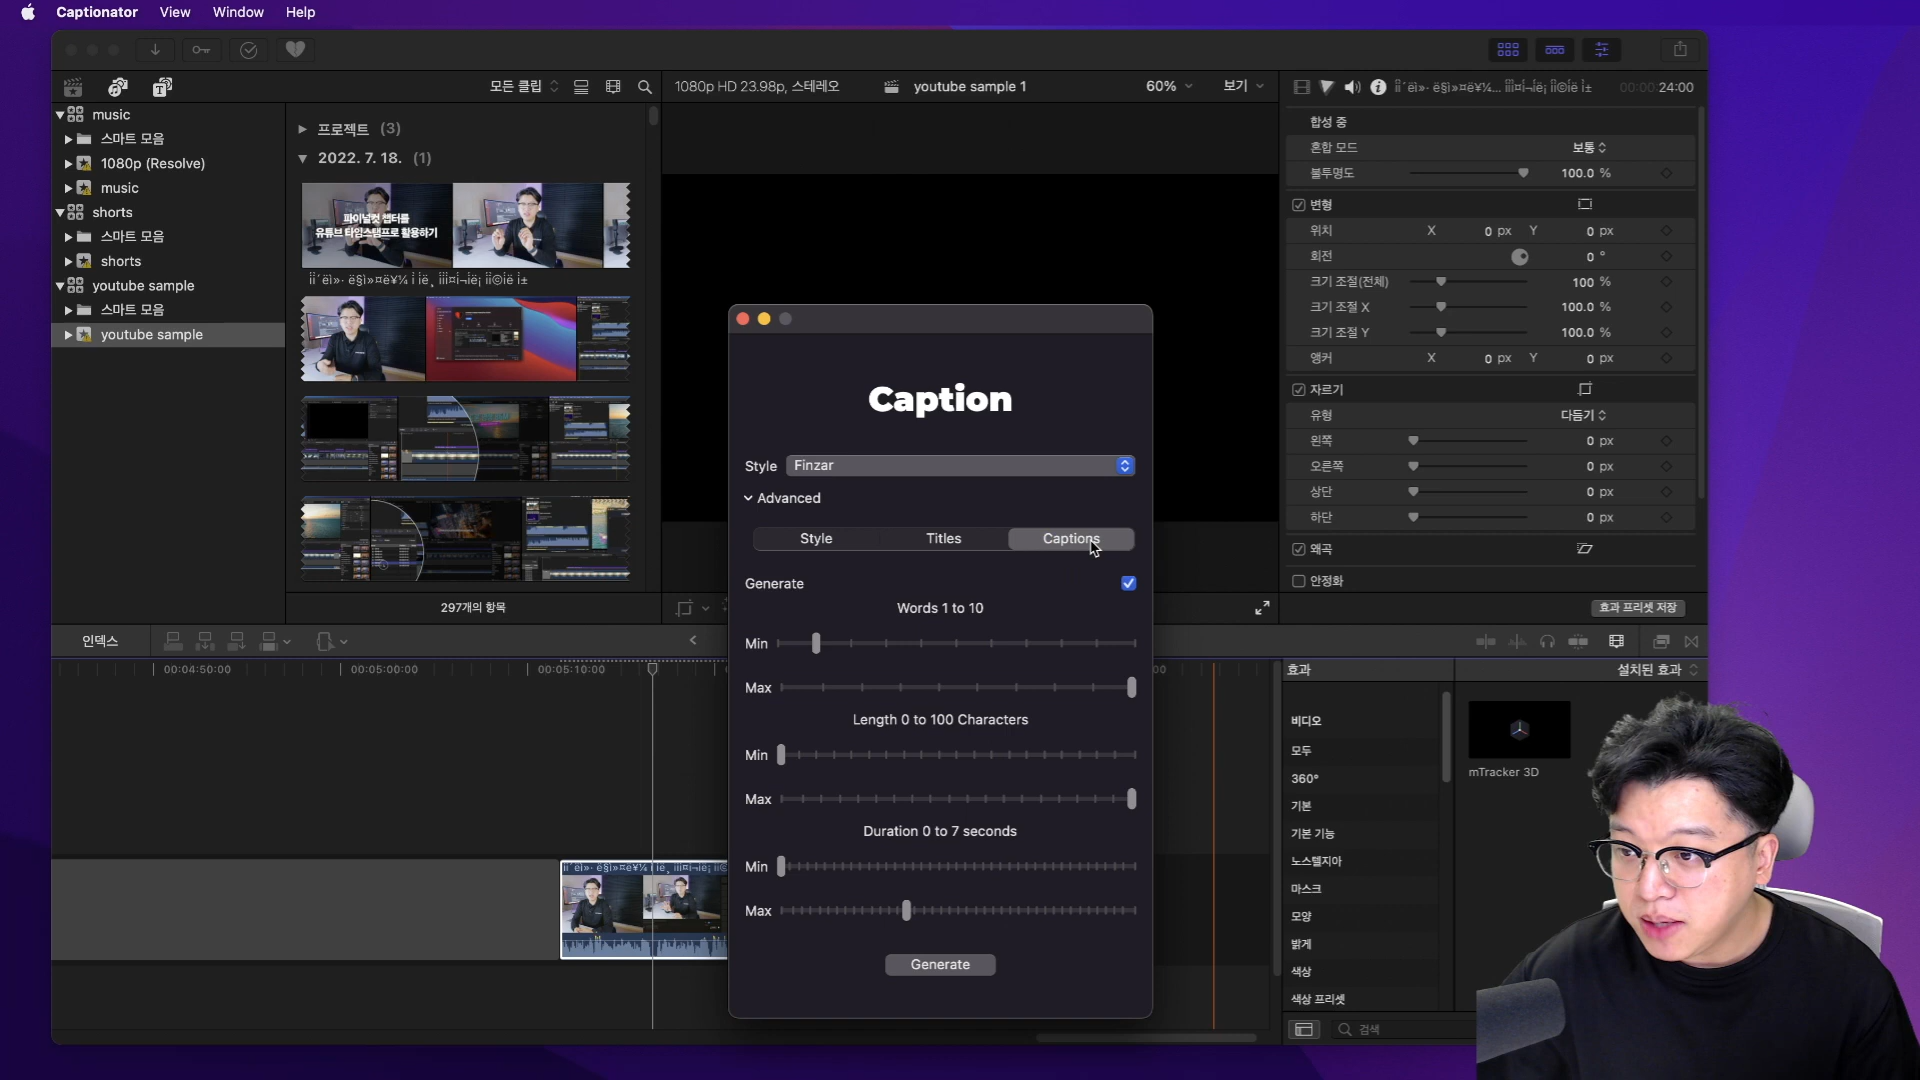 Captionator View Window Help
모든 클립
1080p HD 23.98p, 스테레오
youtube sample 1
60%
보기
00:00:24:00
music
스마트 모음
1080p (Resolve)
music
shorts
스마트 모음
shorts
youtube sample
스마트 모음
youtube sample
프로젝트 (3)
2022. 7. 18. (1)
파이널컷 챕터를
유튜브 타임스탬프로 활용하기
297개의 항목
합성 중
혼합 모드 보통
불투명도 100.0 %
변형
위치 X 0 px Y 0 px
회전 0 °
크기 조절(전체) 100 %
크기 조절 X 100.0 %
크기 조절 Y 100.0 %
앵커 X 0 px Y 0 px
자르기
유형 다듬기
왼쪽 0 px
오른쪽 0 px
상단 0 px
하단 0 px
왜곡
안정화
효과 프리셋 저장
Caption
Style Finzar
Advanced
Style Titles Captions
Generate
Words 1 to 10
Min
Max
Length 0 to 100 Characters
Min
Max
Duration 0 to 7 seconds
Min
Max
Generate
인덱스
00:04:50:00
00:05:00:00
00:05:10:00
효과
설치된 효과
비디오
모두
360°
기본
기본 기능
노스텔지아
마스크
모양
밝게
색상
색상 프리셋
mTracker 3D
검색